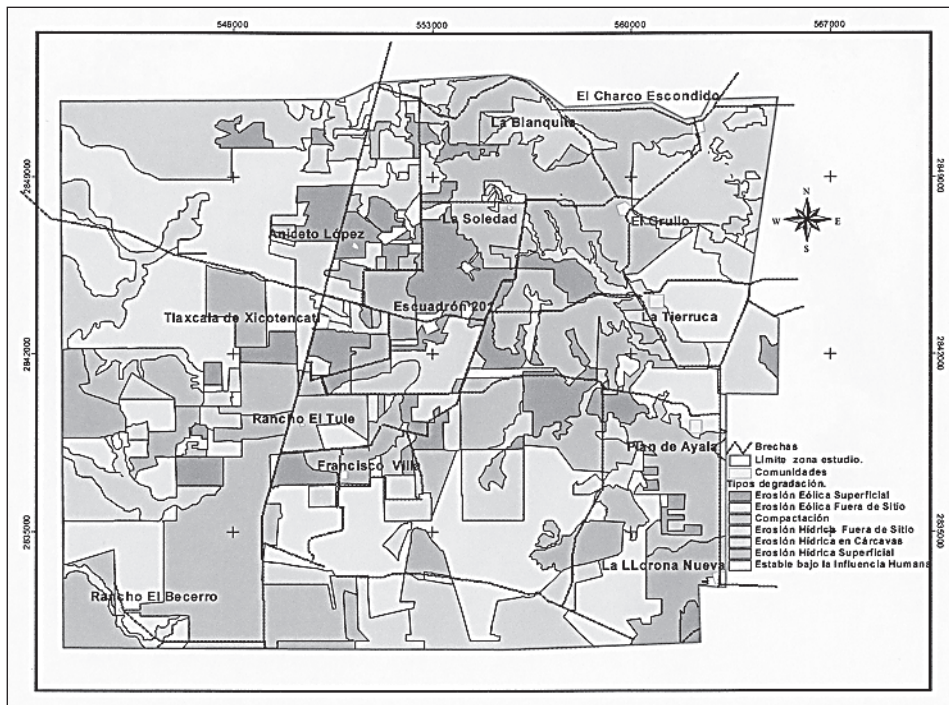 546000 553000 560000 567000
El Charco Escondido
La Blanquita
2849000 2849000
N
W E
S
La Soledad
El Grullo
Aniceto López
Escuadrón 201
Tlaxcala de Xicotencatl
La Tierruca
2842000 2842000
Rancho El Tule
Plan de Ayala
Francisco Villa
Brechas
Limite zona estudio.
Comunidades
Tipos degradación.
Erosión Eólica Superficial
Erosión Eólica Fuera de Sitio
Compactación
Erosión Hídrica Fuera de Sitio
Erosión Hídrica en Cárcavas
Erosión Hídrica Superficial
Estable bajo la Influencia Humana
2835000 2835000
La LLorona Nueva
Rancho El Becerro